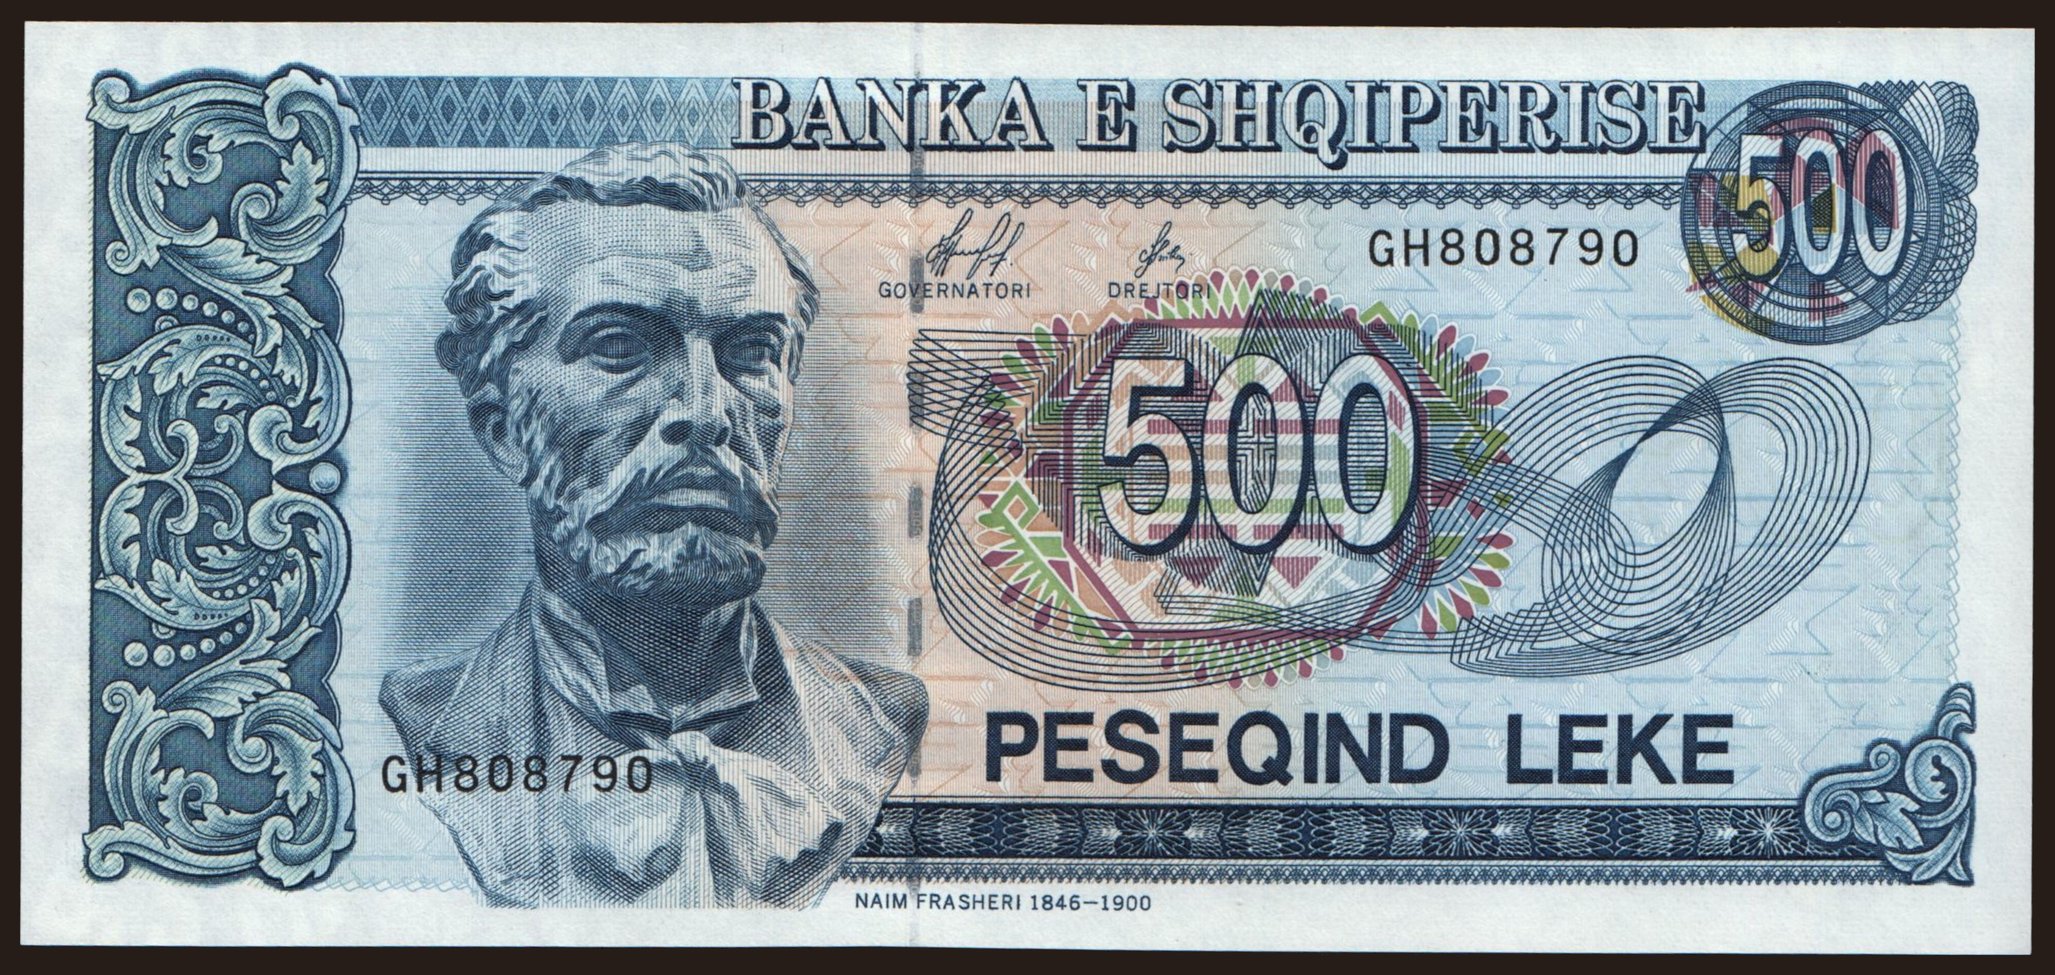 BANKA E SHQIPERISE
500
GH808790
GOVERNATORI
DREJTORI
500
PESEQIND LEKE
GH808790
NAIM FRASHERI 1846-1900